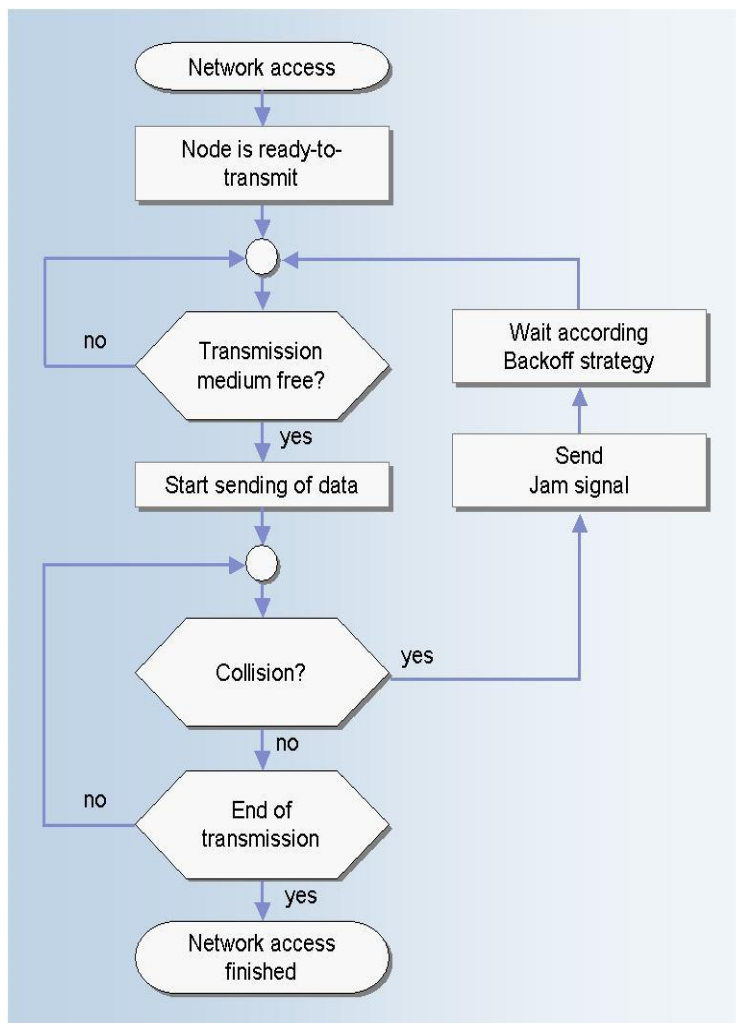 Network access
Node is ready-to-
transmit
no
Transmission
medium free?
yes
Wait according
Backoff strategy
Start sending of data
Send
Jam signal
Collision?
yes
no
no
End of
transmission
yes
Network access
finished